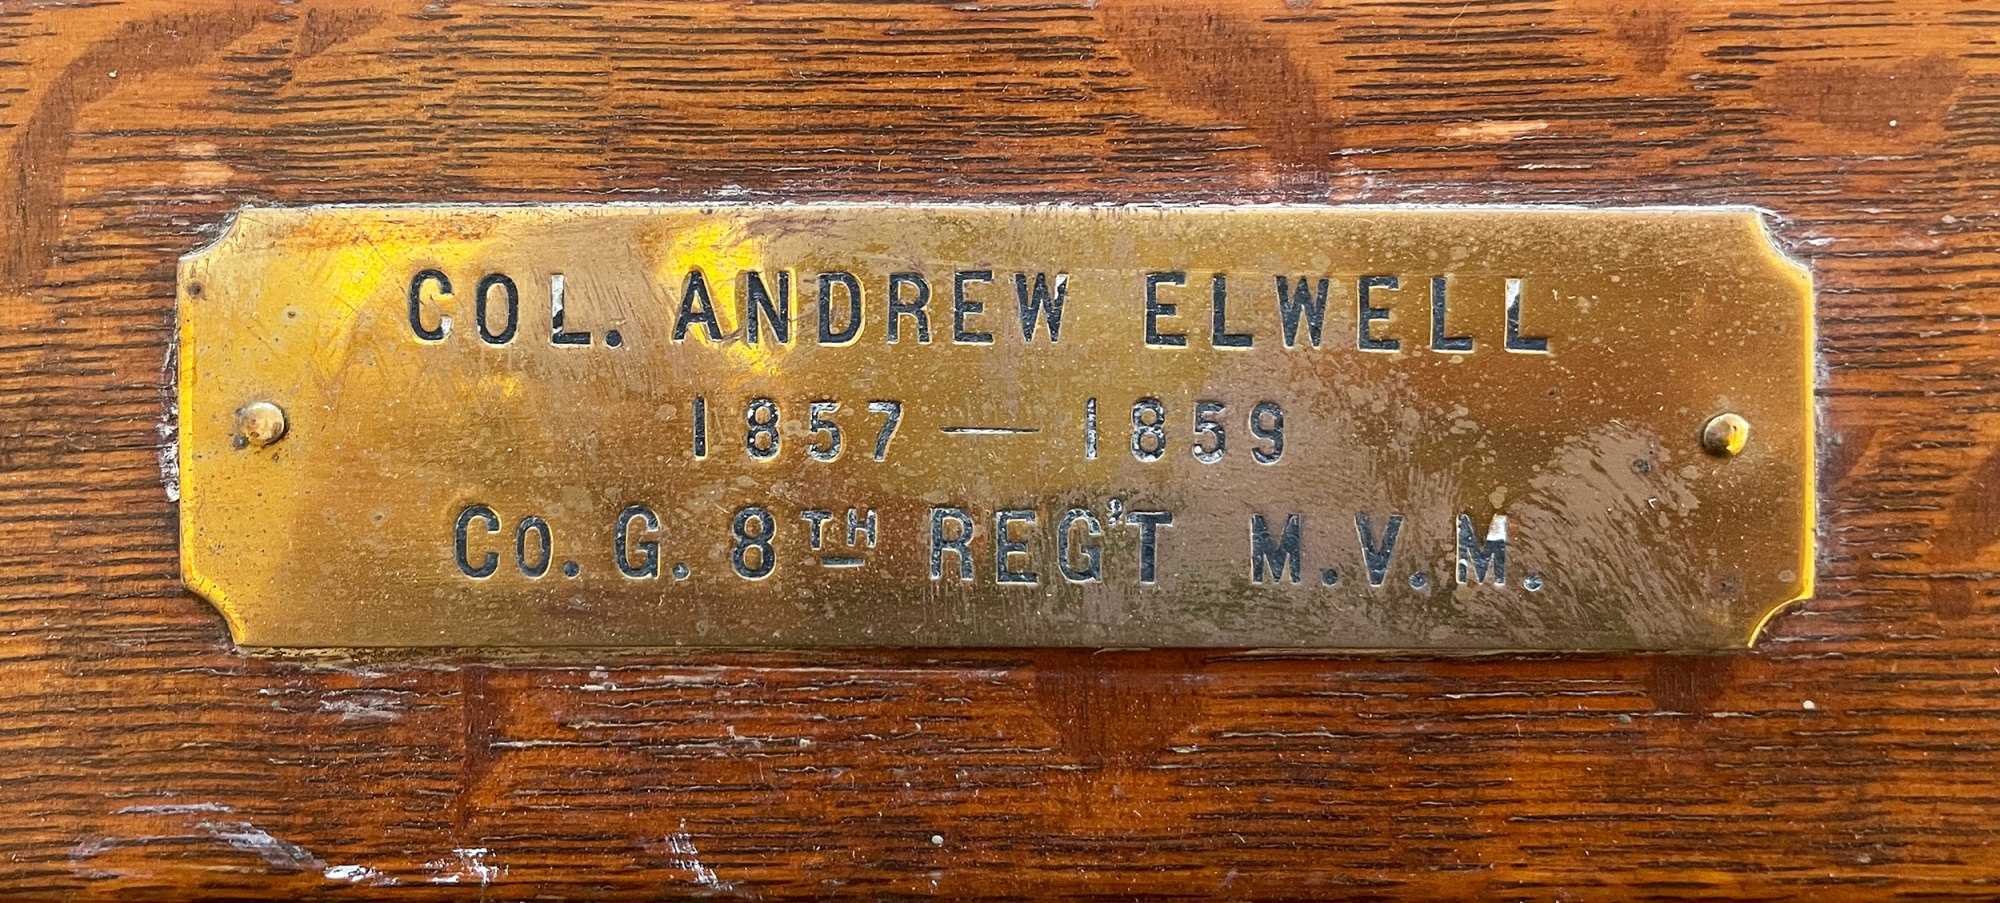 COL. ANDREW ELWELL
1857 — 1859
Co. G. 8TH REG'T M.V.M.